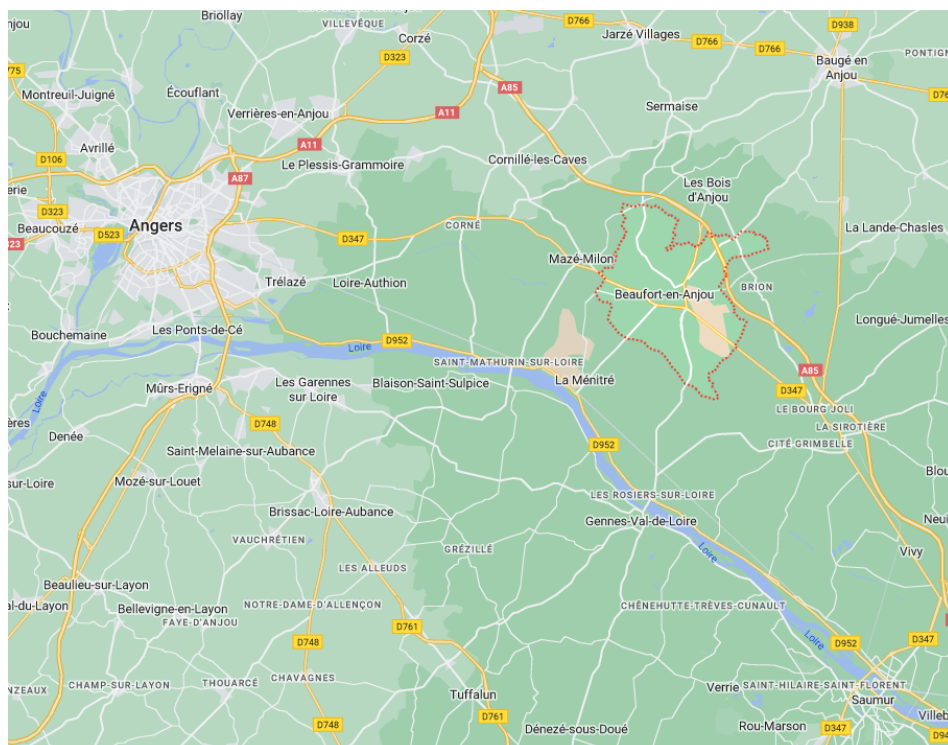 Briollay
VILLEVÊQUE
Corzé
D766
Jarzé Villages
D766
D766
D938
Baugé en
Anjou
D323
A85
Écouflant
Montreuil-Juigné
Verrières-en-Anjou
A11
Sermaise
Avrillé
A11
D106
Le Plessis-Grammoire
Cornillé-les-Caves
A87
Les Bois
d'Anjou
D323
Beaucouzé
D523
Angers
D347
CORNÉ
La Lande-Chasles
Mazé-Milon
Trélazé
Loire-Authion
BRION
Beaufort-en-Anjou
Longué-Jumelles
Bouchemaine
Les Ponts-de-Cé
D952
Loire
SAINT-MATHURIN-SUR-LOIRE
A85
La Ménitré
Mûrs-Erigné
Les Garennes
sur Loire
Blaison-Saint-Sulpice
D347
Loire
LE BOURG JOLI
D748
LA SIROTIÈRE
Denée
D952
CITÉ-GRIMBELLE
Saint-Melaine-sur-Aubance
sur-Loire
Mozé-sur-Louet
LES ROSIERS-SUR-LOIRE
Brissac-Loire-Aubance
Gennes-Val-de-Loire
VAUCHRÉTIEN
GRÉZILLÉ
Loire
Vivy
LES ALLEUDS
Beaulieu-sur-Layon
NOTRE-DAME-D'ALLENÇON
CHÊNEHUTTE-TRÈVES-CUNAULT
Bellevigne-en-Layon
FAYE-D'ANJOU
D761
Loire
D347
D748
D952
CHAMP-SUR-LAYON
THOUARCÉ
CHAVAGNES
Verrie
SAINT-HILAIRE-SAINT-FLORENT
Tuffalun
Saumur
D748
D761
Dénezé-sous-Doué
Rou-Marson
D347